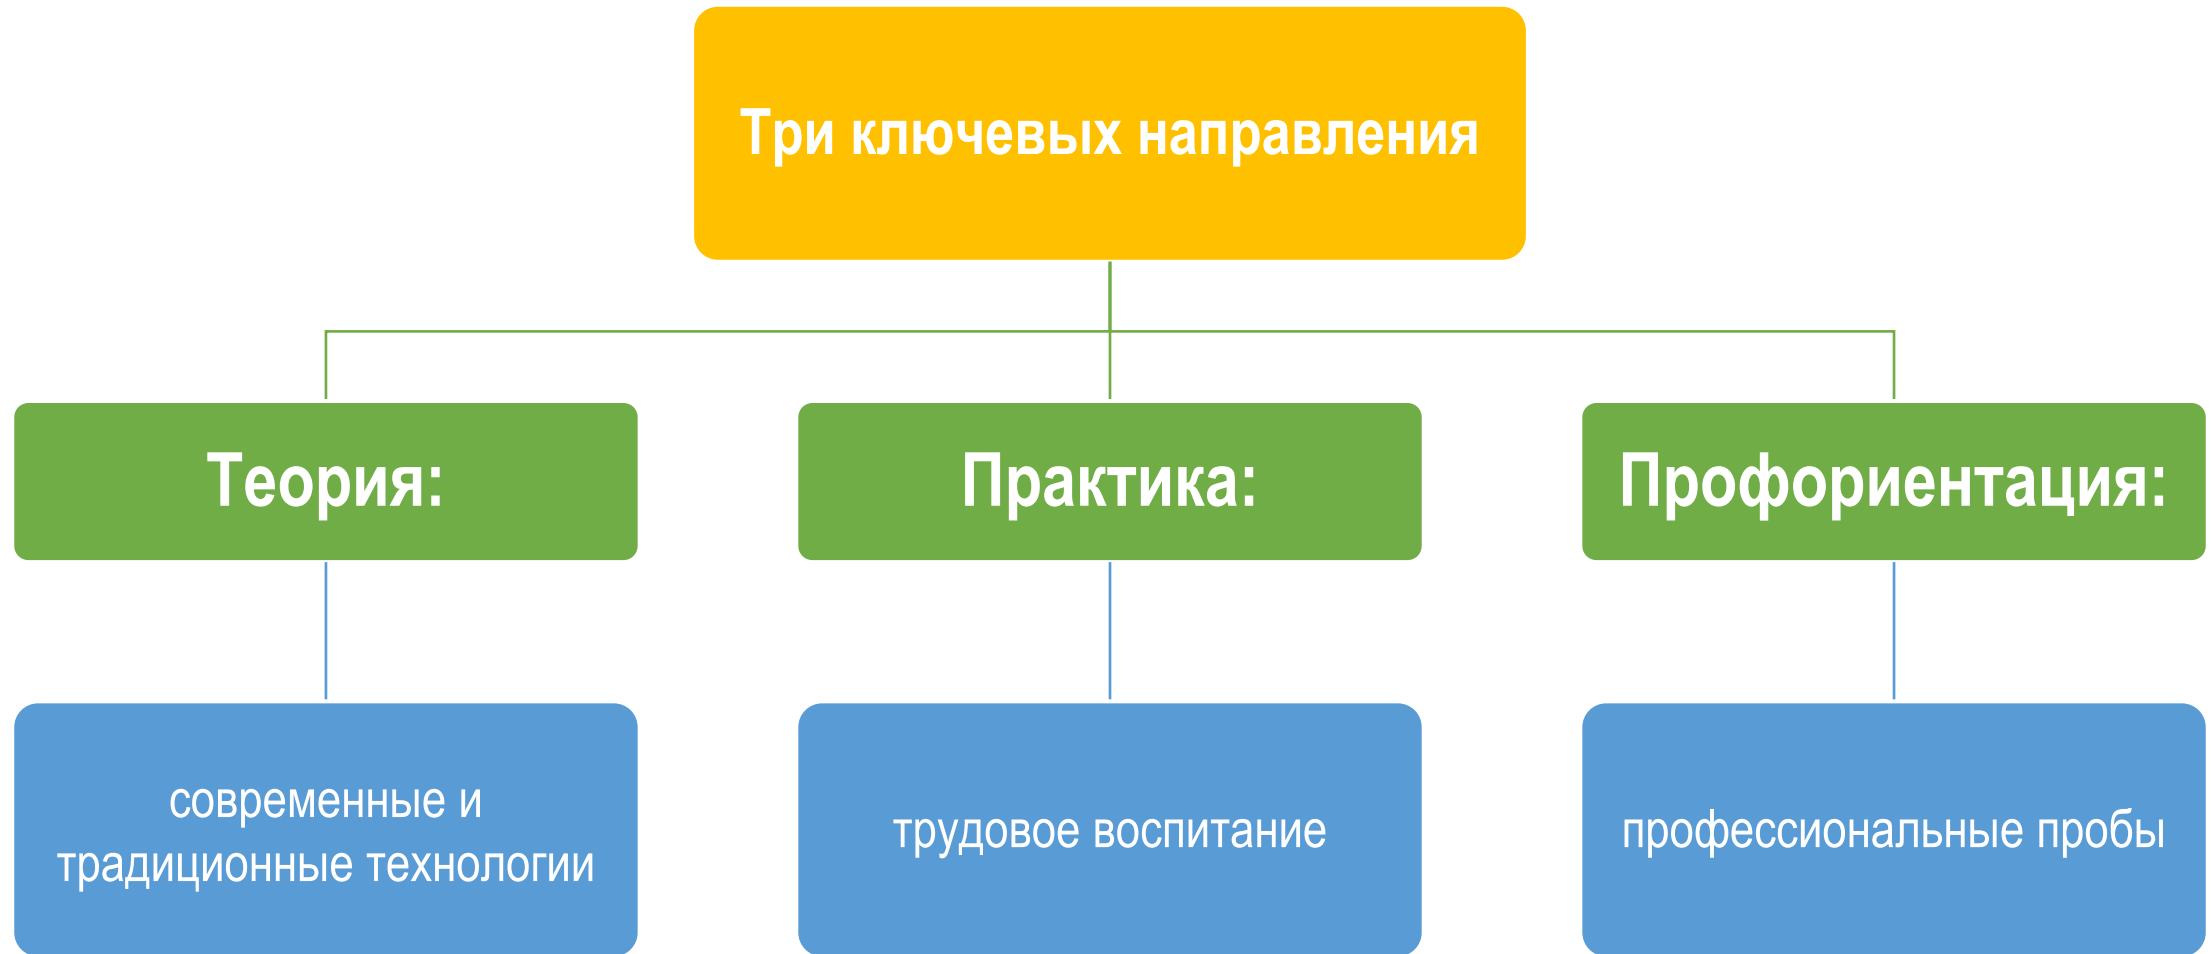 Три ключевых направления
Теория:
Практика:
Профориентация:
современные и
традиционные технологии
трудовое воспитание
профессиональные пробы